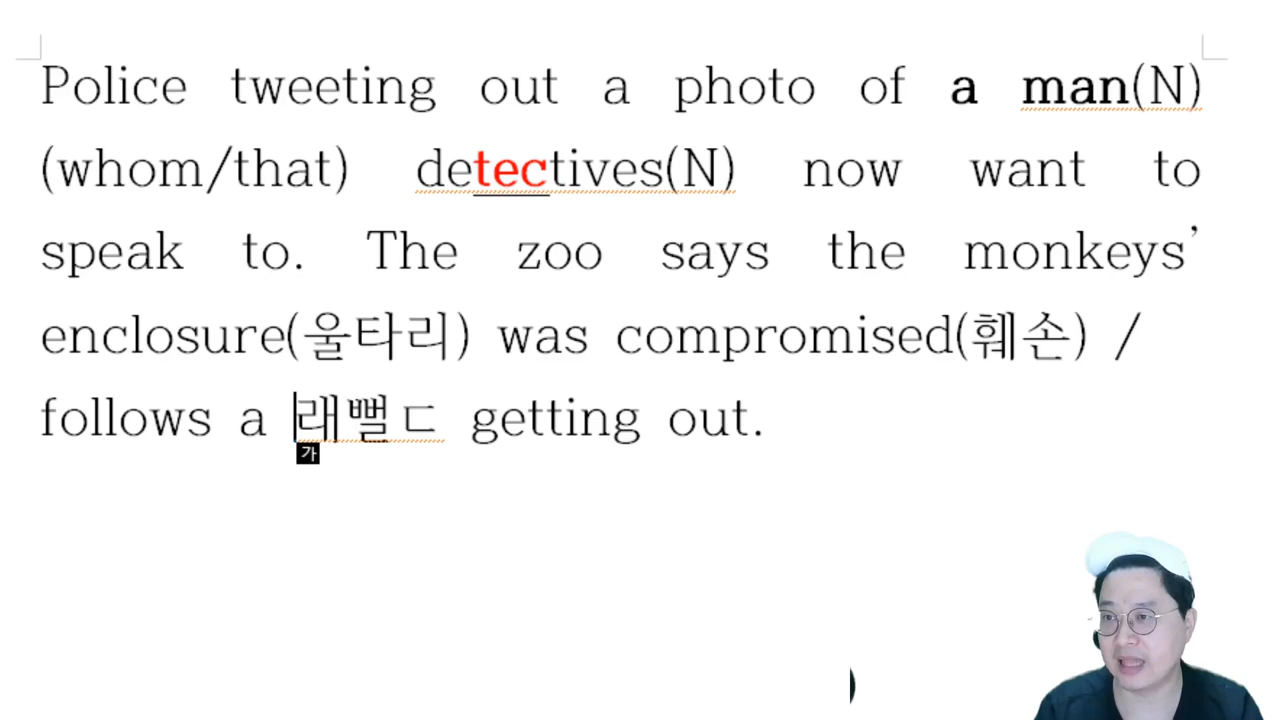 Police tweeting out a photo of a man(N)
(whom/that) detectives(N) now want to
speak to. The zoo says the monkeys’
enclosure(울타리) was compromised(훼손) /
follows a 래뻘ㄷ getting out.
가